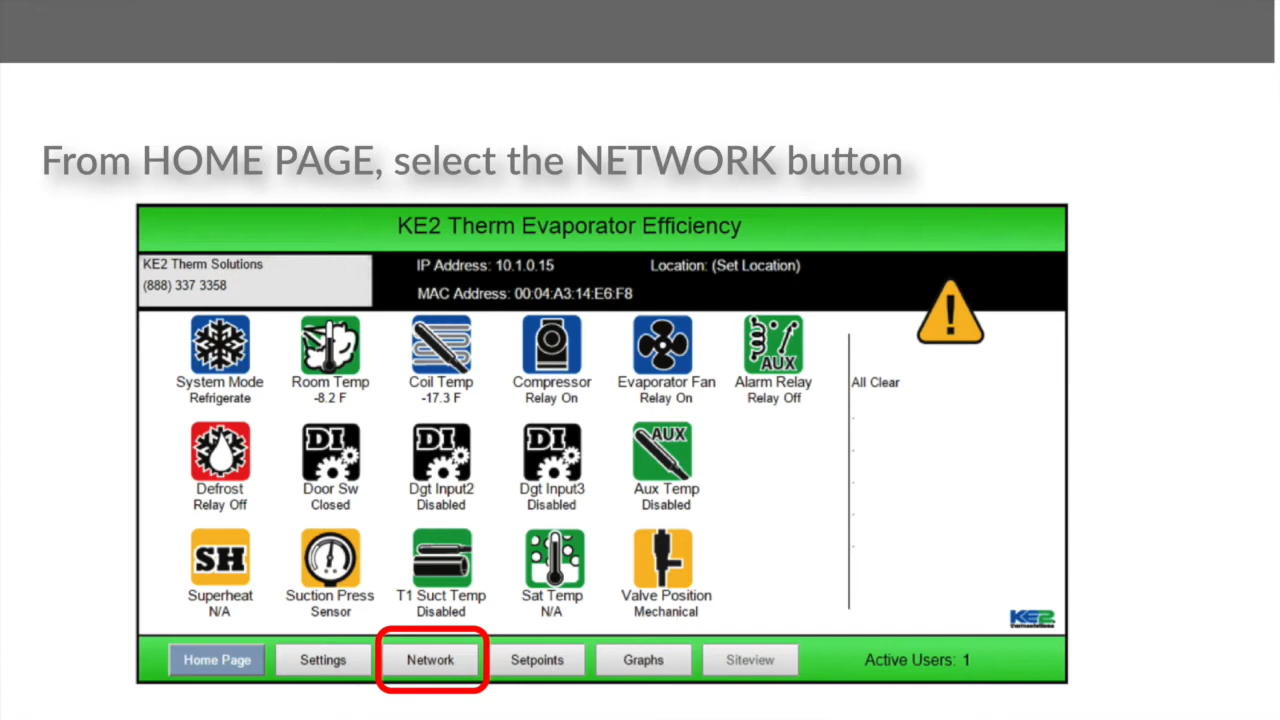 From HOME PAGE, select the NETWORK button
KE2 Therm Evaporator Efficiency
KE2 Therm Solutions
(888) 337 3358
IP Address: 10.1.0.15
Location: (Set Location)
MAC Address: 00:04:A3:14:E6:F8
AUX
System Mode
Room Temp
Coil Temp
Compressor
Evaporator Fan
Alarm Relay
All Clear
Refrigerate
-8.2 F
-17.3 F
Relay On
Relay On
Relay Off
DI
DI
DI
AUX
Defrost
Door Sw
Dgt Input2
Dgt Input3
Aux Temp
Relay Off
Closed
Disabled
Disabled
Disabled
SH
Superheat
Suction Press
T1 Suct Temp
Sat Temp
Valve Position
N/A
Sensor
Disabled
N/A
Mechanical
KE2
Home Page
Settings
Network
Setpoints
Graphs
Siteview
Active Users: 1